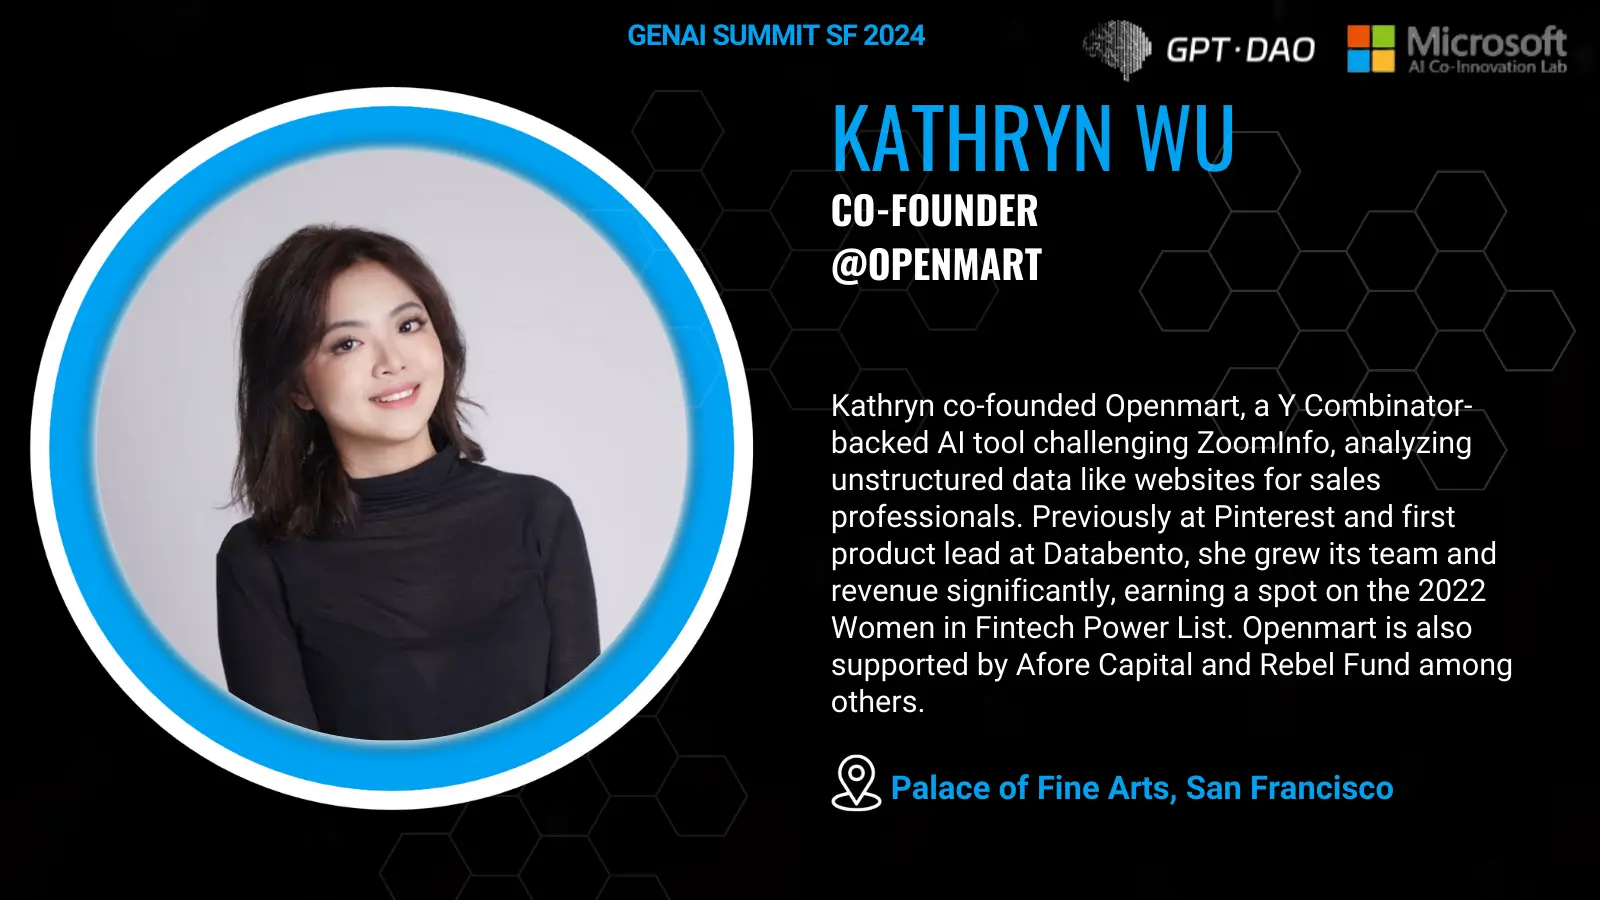 GENAI SUMMIT SF 2024
GPT·DAO
Microsoft
AI Co-Innovation Lab
KATHRYN WU
CO-FOUNDER
@OPENMART
Kathryn co-founded Openmart, a Y Combinator-
backed AI tool challenging ZoomInfo, analyzing
unstructured data like websites for sales
professionals. Previously at Pinterest and first
product lead at Databento, she grew its team and
revenue significantly, earning a spot on the 2022
Women in Fintech Power List. Openmart is also
supported by Afore Capital and Rebel Fund among
others.
Palace of Fine Arts, San Francisco